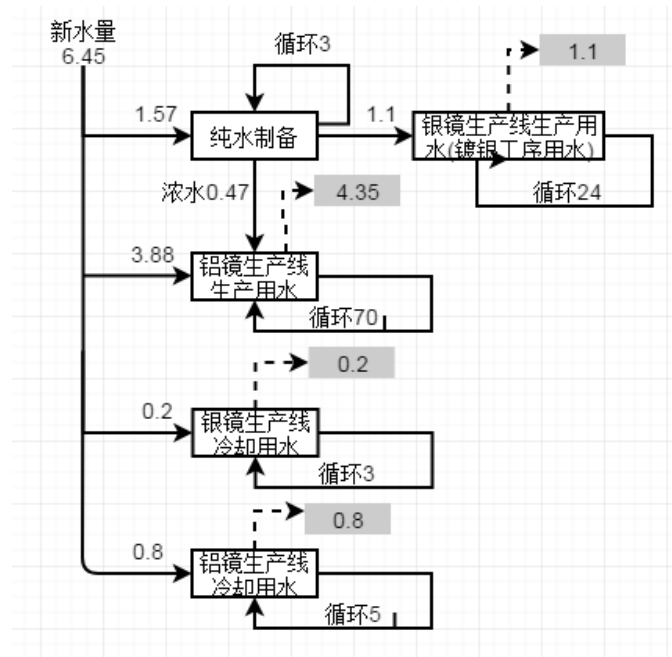 新水量
6.45
循环3
1.1
1.57
纯水制备
1.1
银镜生产线生产用
水(镀银工序用水)
循环24
浓水0.47
4.35
3.88
铝镜生产线
生产用水
循环70
0.2
0.2
银镜生产线
冷却用水
循环3
0.8
0.8
铝镜生产线
冷却用水
循环5